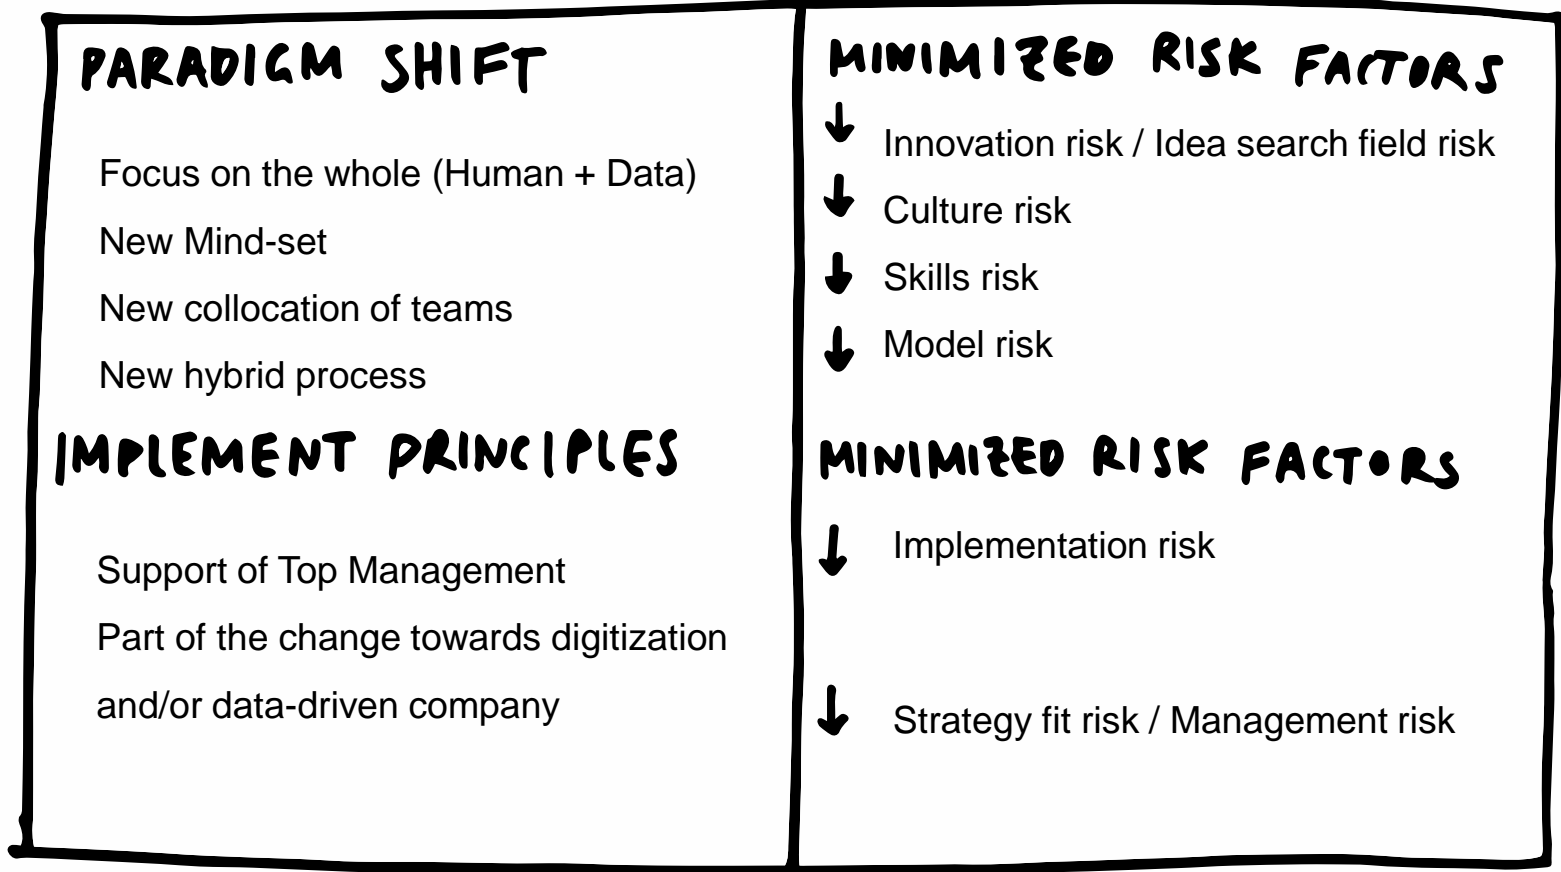 PARADIGM SHIFT
Focus on the whole (Human + Data)
New Mind-set
New collocation of teams
New hybrid process
IMPLEMENT PRINCIPLES
Support of Top Management
Part of the change towards digitization
and/or data-driven company
MINIMIZED RISK FACTORS
Innovation risk / Idea search field risk
Culture risk
Skills risk
Model risk
MINIMIZED RISK FACTORS
Implementation risk
Strategy fit risk / Management risk